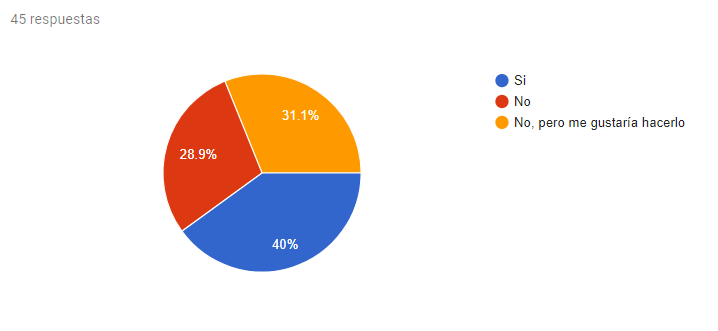 45 respuestas
Si
No
No, pero me gustaría hacerlo
31.1%
28.9%
40%